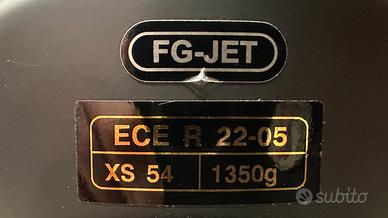 FG-JET
ECE R 22-05
XS 54 1350g
subito